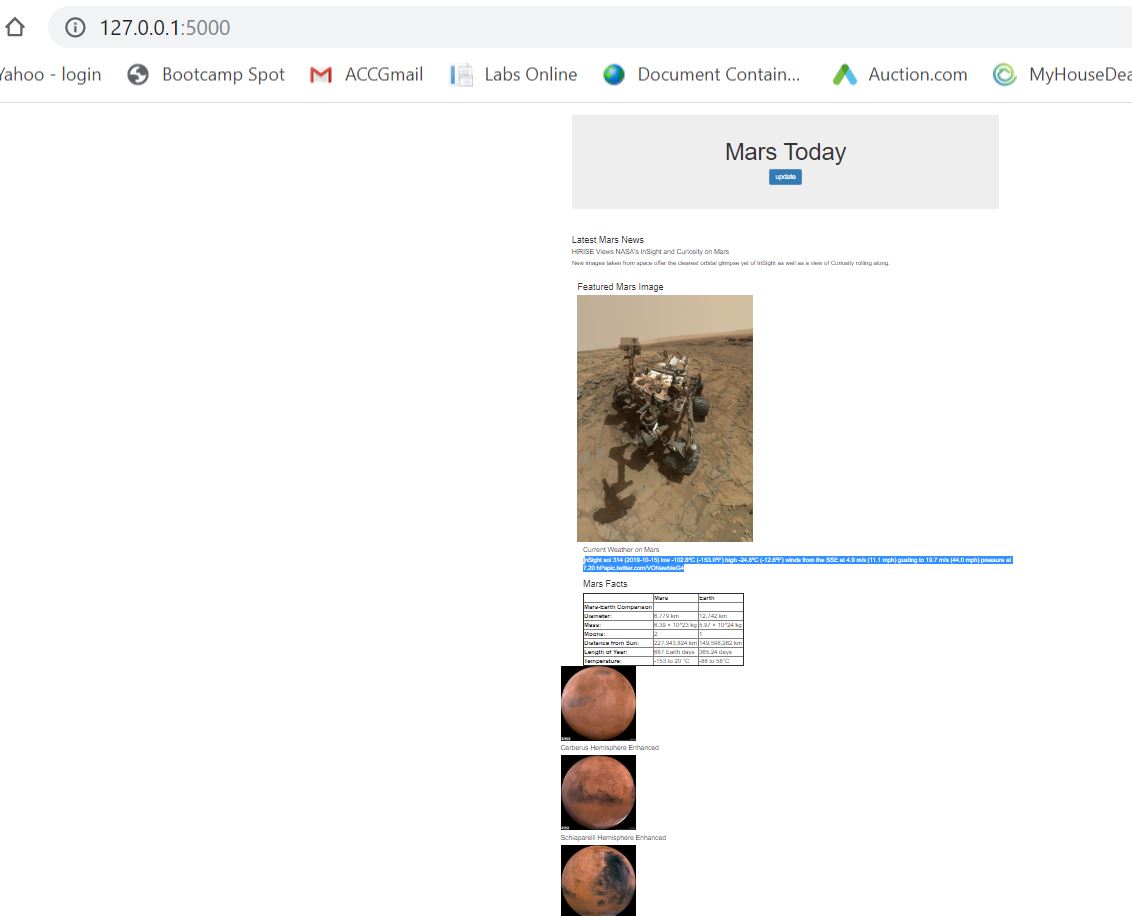 127.0.0.1:5000
Yahoo - login Bootcamp Spot ACCGmail Labs Online Document Contain... Auction.com MyHouseDea
Mars Today
update
Latest Mars News
HiRISE Views NASA's InSight and Curiosity on Mars
New images taken from space offer the clearest orbital glimpse yet of InSight as well as a view of Curiosity rolling along.
Featured Mars Image
Current Weather on Mars
InSight sol 314 (2019-10-15) low -102.8ºC (-153.0ºF) high -24.8ºC (-12.6ºF) winds from the SSE at 4.9 m/s (11.1 mph) gusting to 19.7 m/s (44.0 mph) pressure at
7.20 hPapic.twitter.com/
Mars Facts
Mars Earth
Mars-Earth Comparison
Diameter: 6,779 km 12,742 km
Mass: 6.39 × 10^23 kg 5.97 × 10^24 kg
Moons: 2 1
Distance from Sun: 227,943,824 km 149,598,262 km
Length of Year: 687 Earth days 365.24 days
Temperature: -153 to 20 °C -88 to 58°C
Cerberus Hemisphere Enhanced
Schiaparelli Hemisphere Enhanced